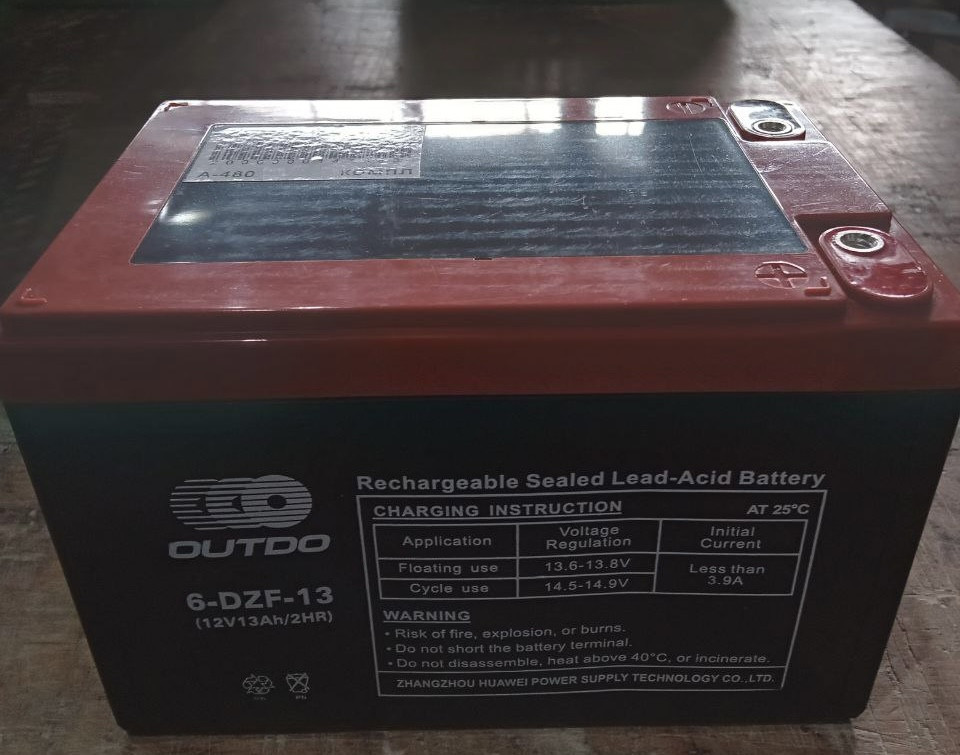 A-480 КОМПЛ
OUTDO
6-DZF-13
(12V13Ah/2HR)
Rechargeable Sealed Lead-Acid Battery
CHARGING INSTRUCTION AT 25°C
Application Voltage Regulation Initial Current
Floating use 13.6-13.8V Less than 3.9A
Cycle use 14.5-14.9V
WARNING
• Risk of fire, explosion, or burns.
• Do not short the battery terminal.
• Do not disassemble, heat above 40°C, or incinerate.
ZHANGZHOU HUAWEI POWER SUPPLY TECHNOLOGY CO.,LTD.